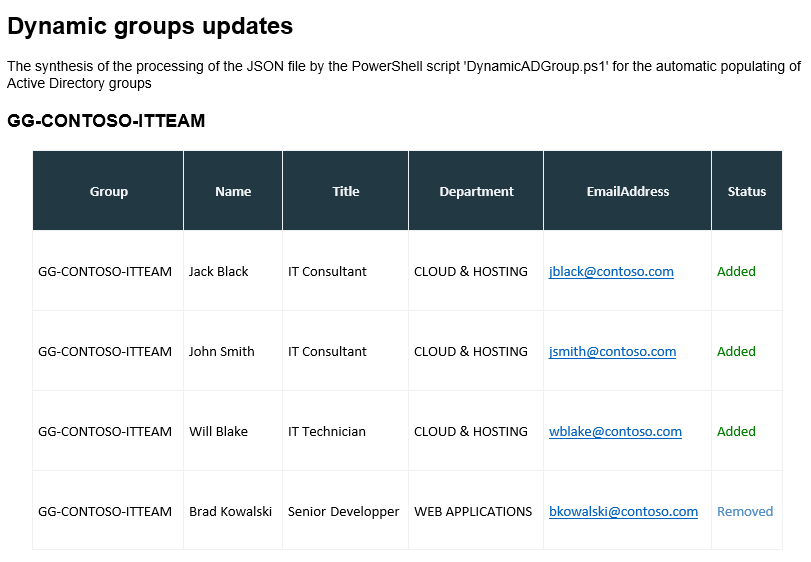 Dynamic groups updates
The synthesis of the processing of the JSON file by the PowerShell script 'DynamicADGroup.ps1' for the automatic populating of
Active Directory groups
GG-CONTOSO-ITTEAM
Group Name Title Department EmailAddress Status
GG-CONTOSO-ITTEAM Jack Black IT Consultant CLOUD & HOSTING jblack@contoso.com Added
GG-CONTOSO-ITTEAM John Smith IT Consultant CLOUD & HOSTING jsmith@contoso.com Added
GG-CONTOSO-ITTEAM Will Blake IT Technician CLOUD & HOSTING wblake@contoso.com Added
GG-CONTOSO-ITTEAM Brad Kowalski Senior Developper WEB APPLICATIONS bkowalski@contoso.com Removed